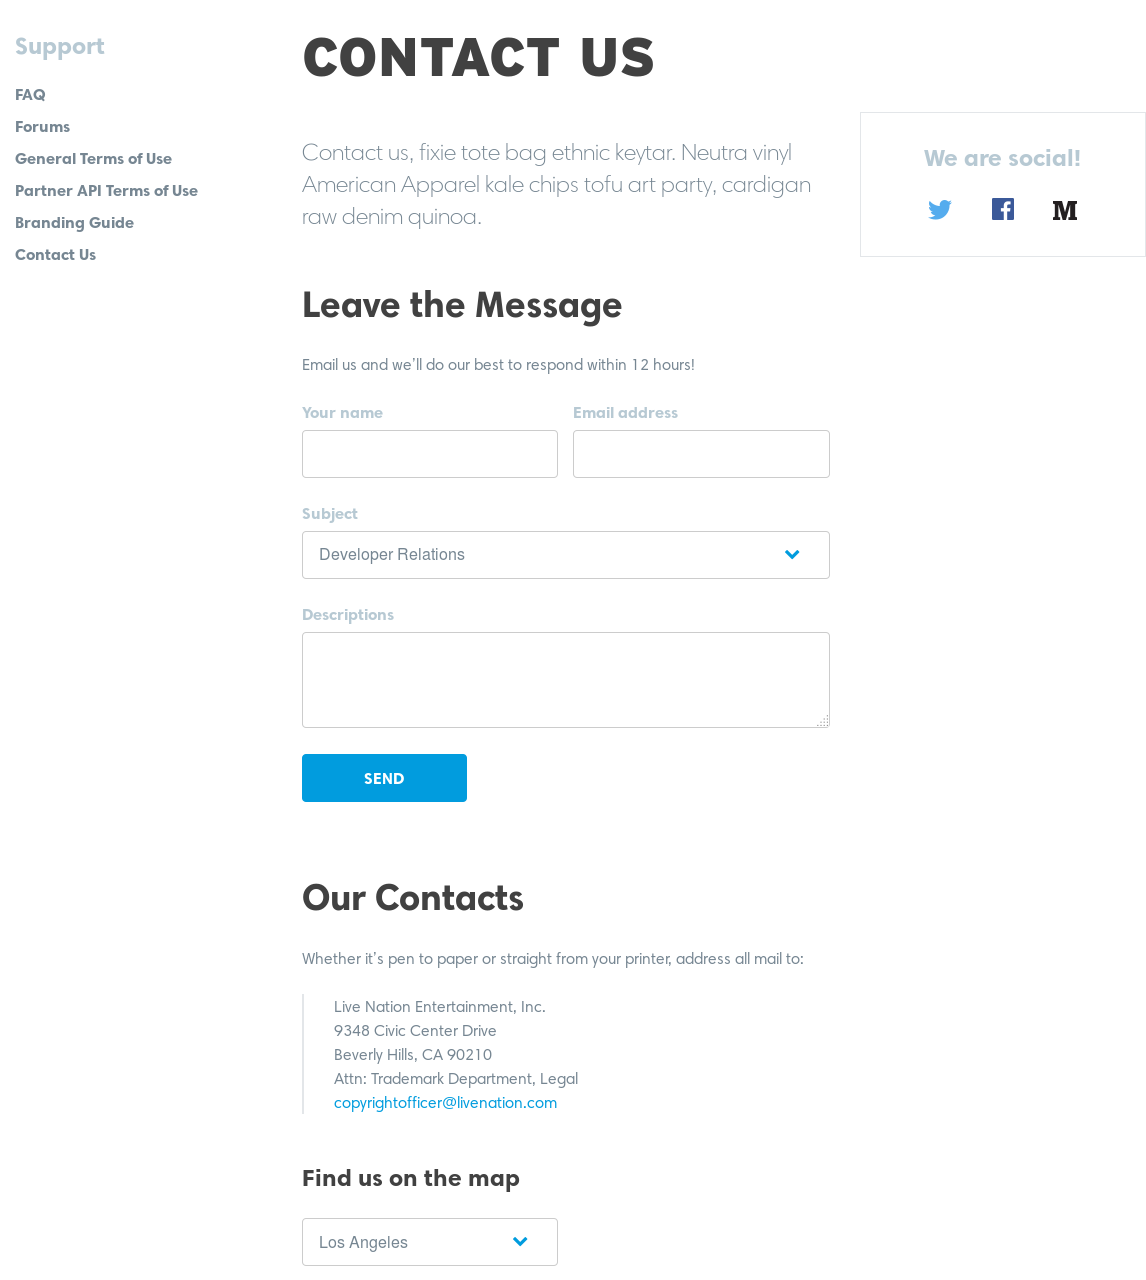 Support
FAQ
Forums
General Terms of Use
Partner API Terms of Use
Branding Guide
Contact Us
CONTACT US
Contact us, fixie tote bag ethnic keytar. Neutra vinyl
American Apparel kale chips tofu art party, cardigan
raw denim quinoa.
We are social!
M
Leave the Message
Email us and we’ll do our best to respond within 12 hours!
Your name
Email address
Subject
Developer Relations
Descriptions
SEND
Our Contacts
Whether it’s pen to paper or straight from your printer, address all mail to:
Live Nation Entertainment, Inc.
9348 Civic Center Drive
Beverly Hills, CA 90210
Attn: Trademark Department, Legal
copyrightofficer@livenation.com
Find us on the map
Los Angeles